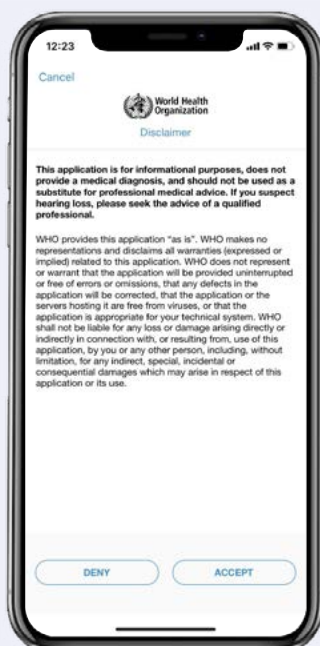 12:23
Cancel
World Health
Organization
Disclaimer
This application is for informational purposes, does not
provide a medical diagnosis, and should not be used as a
substitute for professional medical advice. If you suspect
hearing loss, please seek the advice of a qualified
professional.
WHO provides this application "as is". WHO makes no
representations and disclaims all warranties (expressed or
implied) related to this application. WHO does not represent
or warrant that the application will be provided uninterrupted
or free of errors or omissions, that any defects in the
application will be corrected, that the application or the
servers hosting it are free from viruses, or that the
application is appropriate for your technical system. WHO
shall not be liable for any loss or damage arising directly or
indirectly in connection with, or resulting from, use of this
application, by you or any other person, including, without
limitation, for any indirect, special, incidental or
consequential damages which may arise in respect of this
application or its use.
DENY
ACCEPT